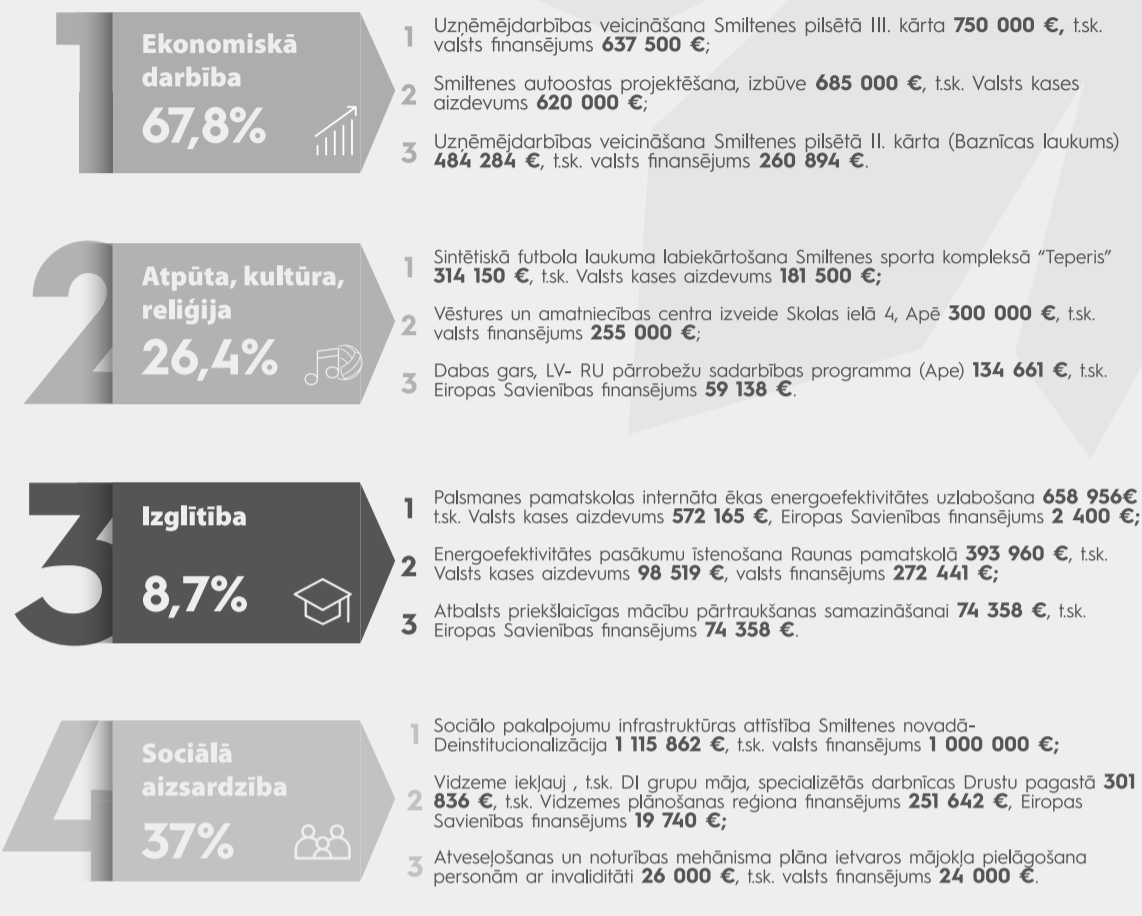 1
Ekonomiskā
darbība
67,8%
1 Uzņēmējdarbības veicināšana Smiltenes pilsētā III. kārta 750 000 €, t.sk.
valsts finansējums 637 500 €;
2 Smiltenes autoostas projektēšana, izbūve 685 000 €, t.sk. Valsts kases
aizdevums 620 000 €;
3 Uzņēmējdarbības veicināšana Smiltenes pilsētā II. kārta (Baznīcas laukums)
484 284 €, t.sk. valsts finansējums 260 894 €.
2
Atpūta, kultūra,
reliģija
26,4%
1 Sintētiskā futbola laukuma labiekārtošana Smiltenes sporta kompleksā “Teperis”
314 150 €, t.sk. Valsts kases aizdevums 181 500 €;
2 Vēstures un amatniecības centra izveide Skolas ielā 4, Apē 300 000 €, t.sk.
valsts finansējums 255 000 €;
3 Dabas gars, LV- RU pārrobežu sadarbības programma (Ape) 134 661 €, t.sk.
Eiropas Savienības finansējums 59 138 €.
3
Izglītība
8,7%
1 Palsmanes pamatskolas internāta ēkas energoefektivitātes uzlabošana 658 956€
t.sk. Valsts kases aizdevums 572 165 €, Eiropas Savienības finansējums 2 400 €;
2 Energoefektivitātes pasākumu īstenošana Raunas pamatskolā 393 960 €, t.sk.
Valsts kases aizdevums 98 519 €, valsts finansējums 272 441 €;
3 Atbalsts priekšlaicīgas mācību pārtraukšanas samazināšanai 74 358 €, t.sk.
Eiropas Savienības finansējums 74 358 €.
4
Sociālā
aizsardzība
37%
1 Sociālo pakalpojumu infrastruktūras attīstība Smiltenes novadā-
Deinstitucionalizācija 1 115 862 €, t.sk. valsts finansējums 1 000 000 €;
2 Vidzeme iekļauj , t.sk. DI grupu māja, specializētās darbnīcas Drustu pagastā 301
836 €, t.sk. Vidzemes plānošanas reģiona finansējums 251 642 €, Eiropas
Savienības finansējums 19 740 €;
3 Atveseļošanas un noturības mehānisma plāna ietvaros mājokļa pielāgošana
personām ar invaliditāti 26 000 €, t.sk. valsts finansējums 24 000 €.